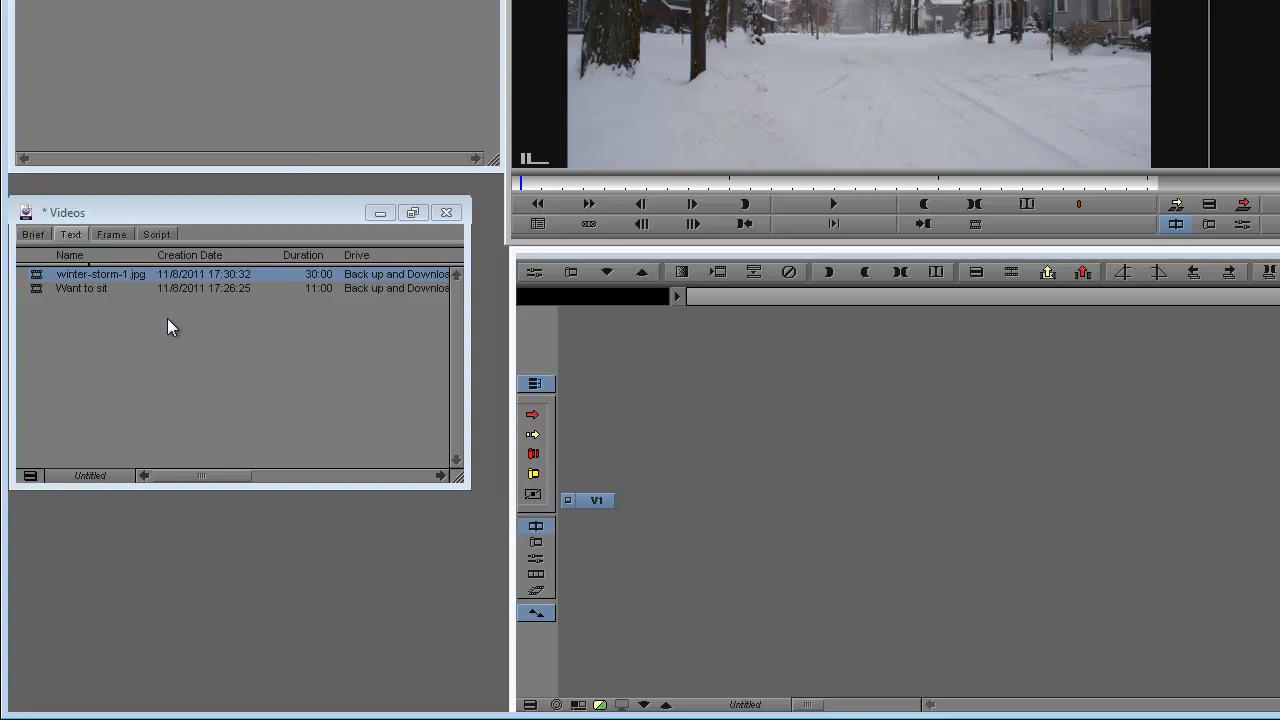 * Videos
Brief Text Frame Script
Name Creation Date Duration Drive
winter-storm-1.jpg 11/8/2011 17:30:32 30:00 Back up and Downloa
Want to sit 11/8/2011 17:26:25 11:00 Back up and Downloa
Untitled
V1
Untitled